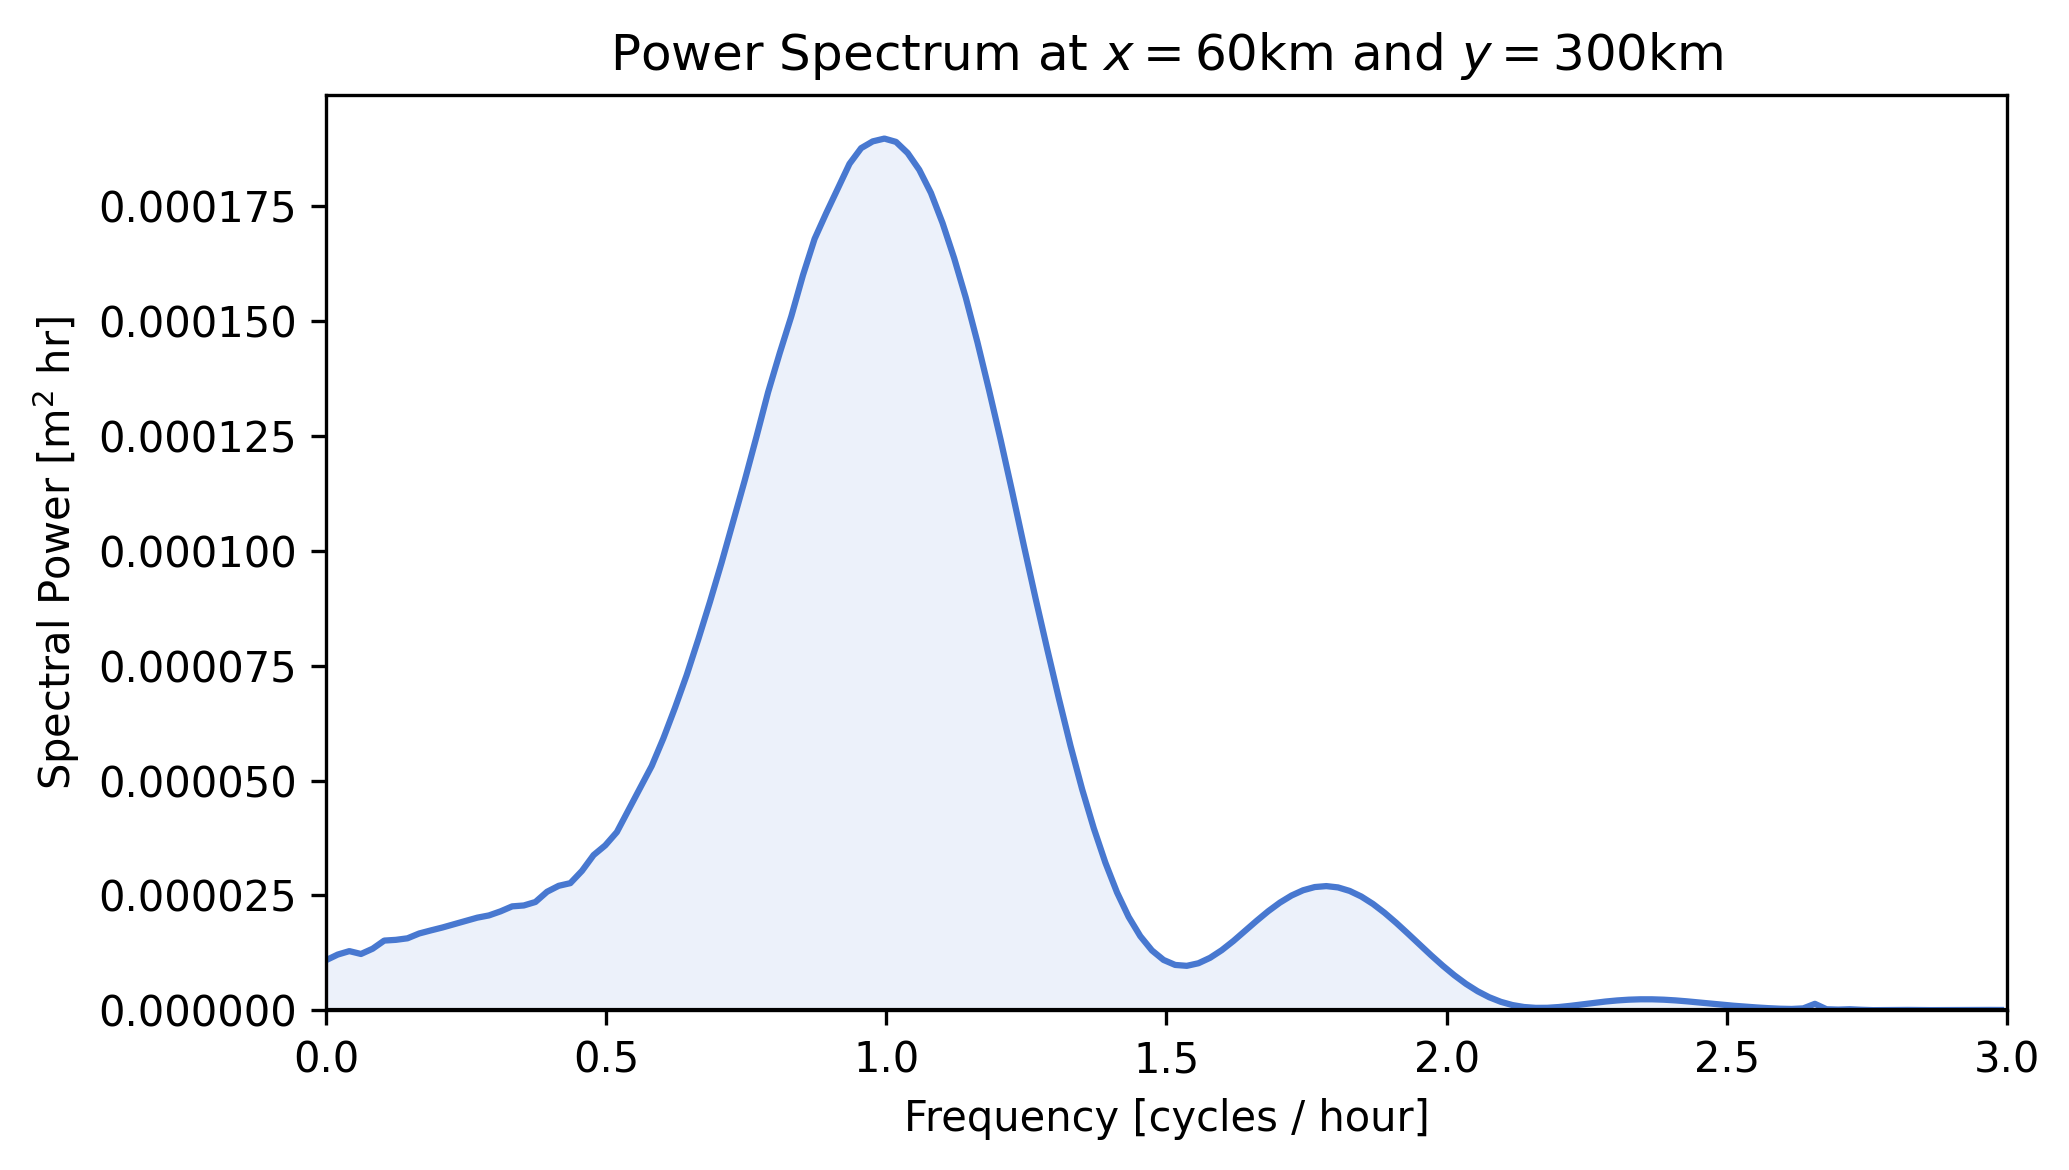 Power Spectrum at x = 60km and y = 300km
Spectral Power [m² hr]
0.000175
0.000150
0.000125
0.000100
0.000075
0.000050
0.000025
0.000000
0.0 0.5 1.0 1.5 2.0 2.5 3.0
Frequency [cycles / hour]